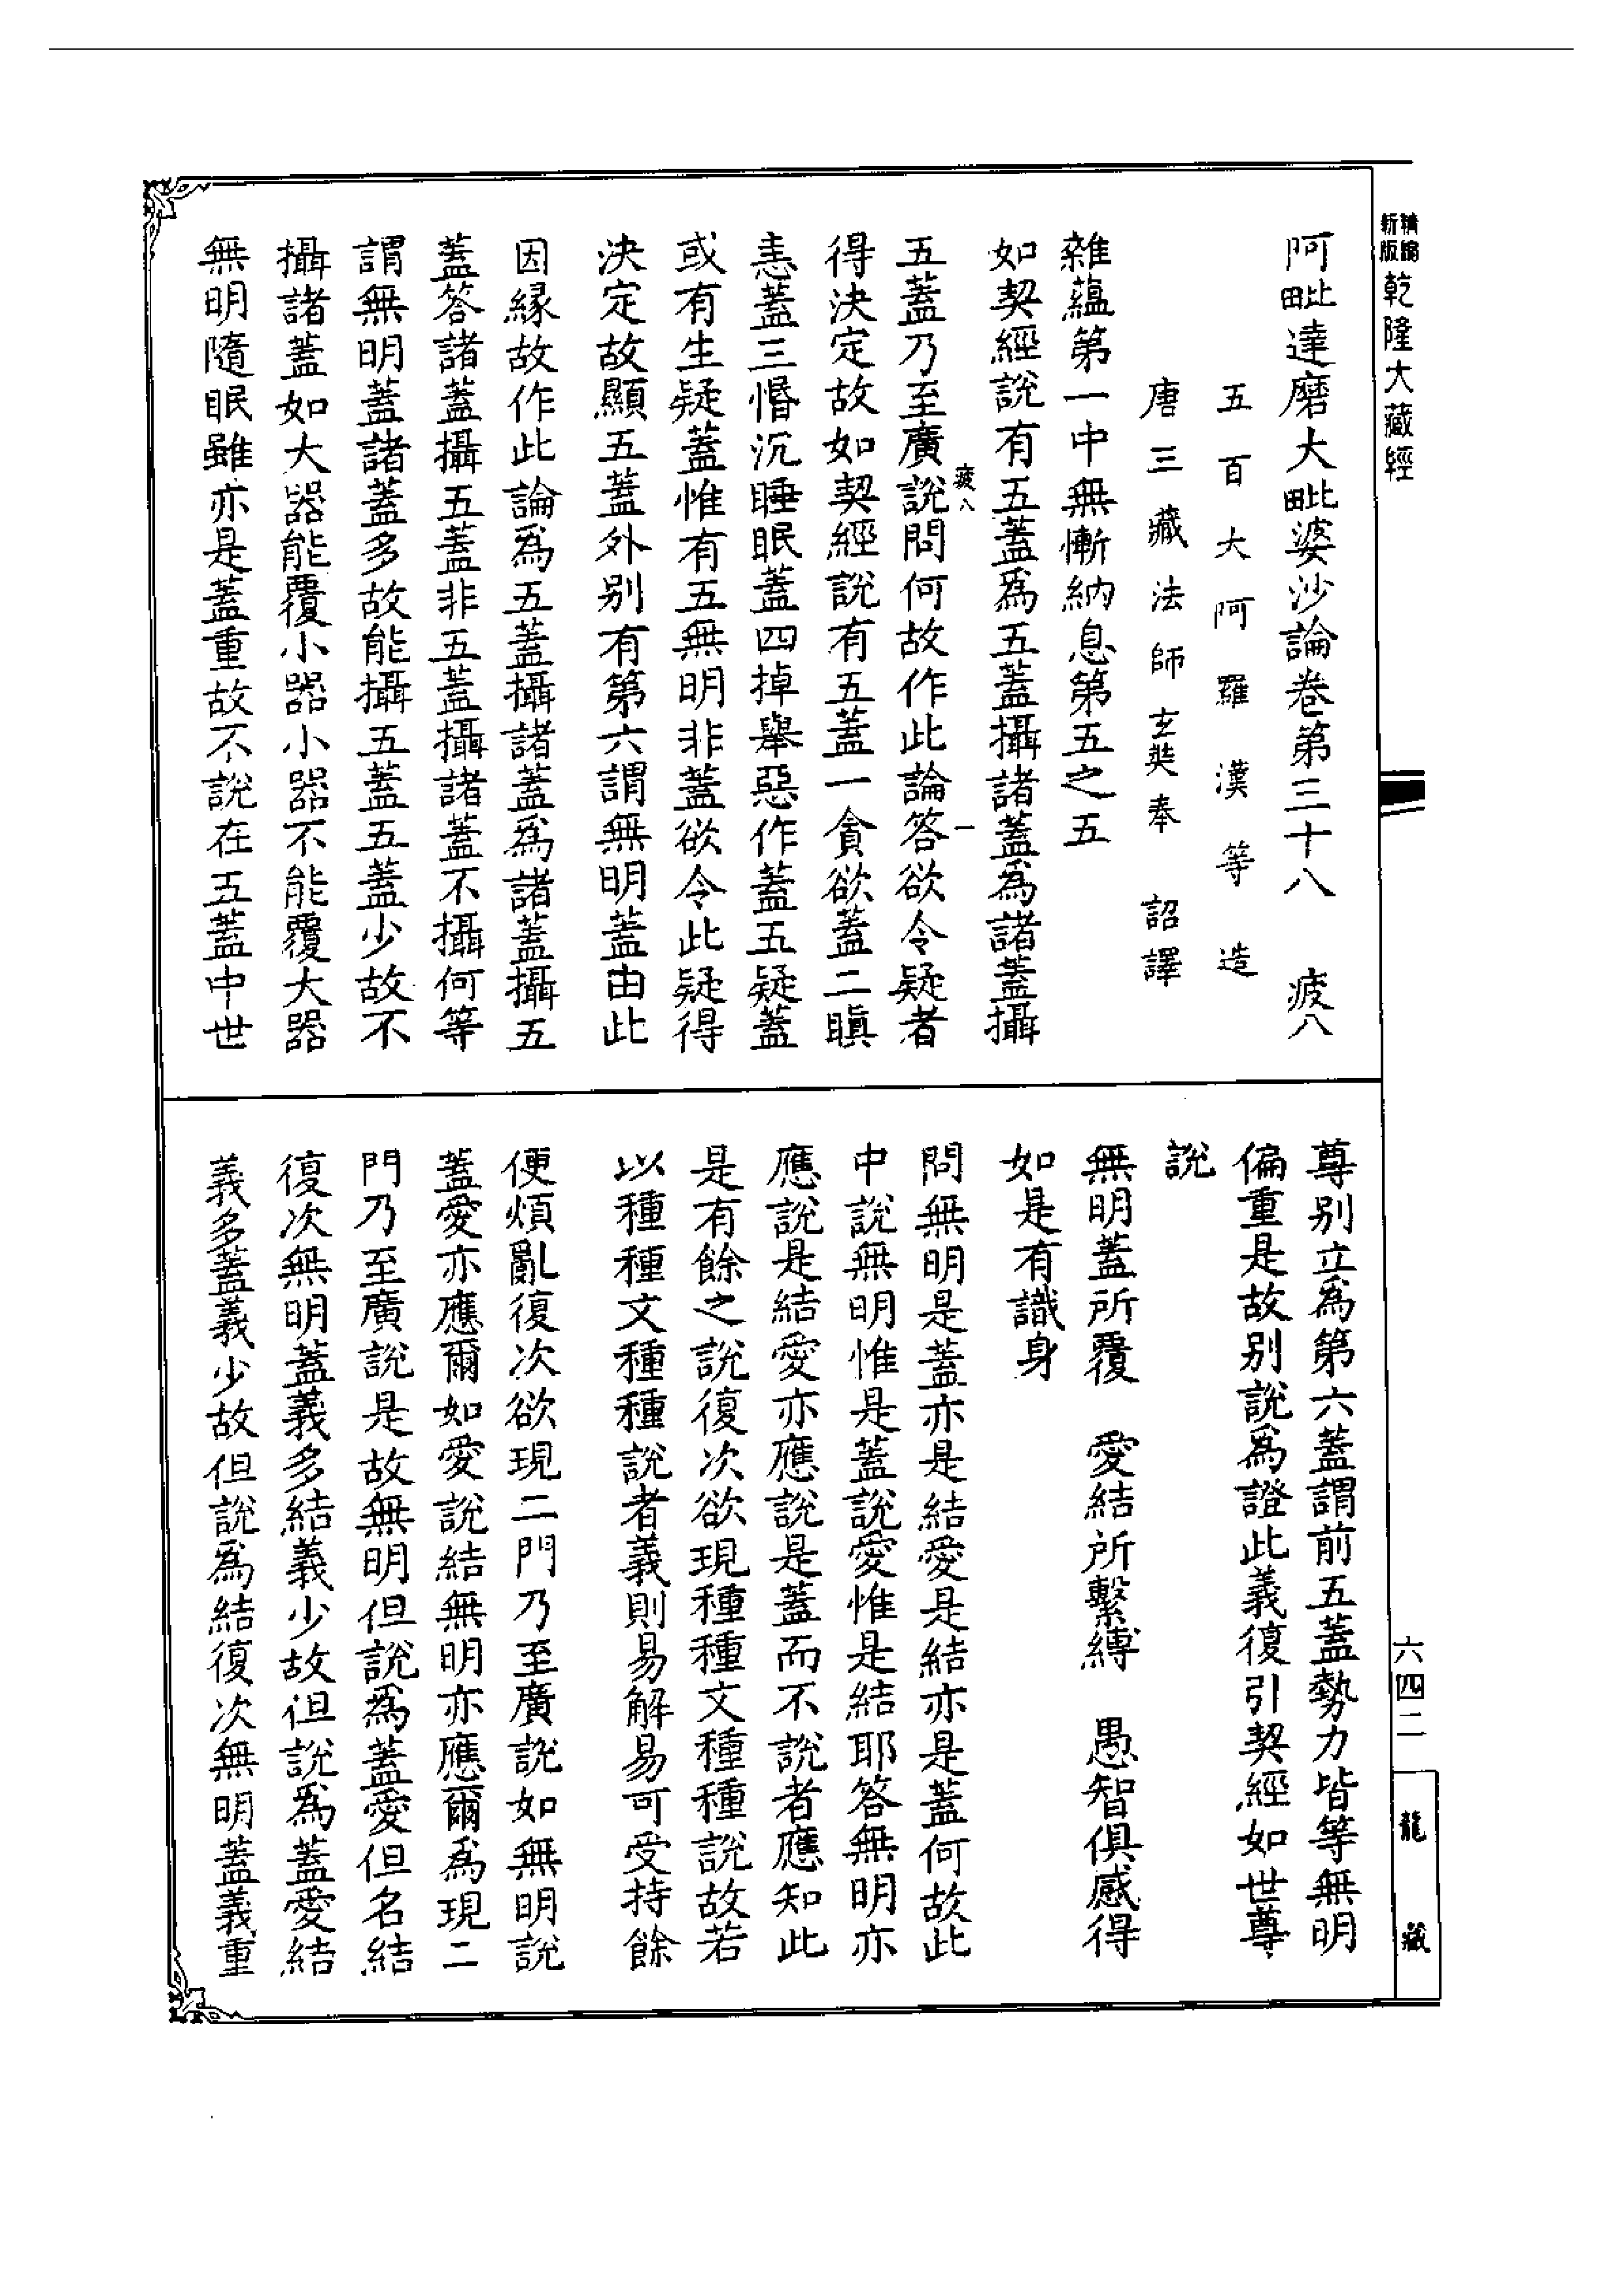 精編
新版
乾隆大藏經
阿毗達磨大毗婆沙論卷第三十八 疲八
五百大阿羅漢等造
唐三藏法師玄奘奉 詔譯
雜蘊第一中無慚納息第五之五
如契經說有五蓋為五蓋攝諸蓋為諸蓋攝
疲八 一
五蓋乃至廣說問何故作此論答欲令疑者
得決定故如契經說有五蓋一貪欲蓋二瞋
恚蓋三惛沉睡眠蓋四掉舉惡作蓋五疑蓋
或有生疑蓋惟有五無明非蓋欲令此疑得
決定故顯五蓋外別有第六謂無明蓋由此
因緣故作此論為五蓋攝諸蓋為諸蓋攝五
蓋答諸蓋攝五蓋非五蓋攝諸蓋不攝何等
謂無明蓋諸蓋多故能攝五蓋五蓋少故不
攝諸蓋如大器能覆小器小器不能覆大器
無明隨眠雖亦是蓋重故不說在五蓋中世
尊別立為第六蓋謂前五蓋勢力皆等無明
偏重是故別說為證此義復引契經如世尊
說
無明蓋所覆 愛結所繫縛 愚智俱感得
如是有識身
問無明是蓋亦是結愛是結亦是蓋何故此
中說無明惟是蓋說愛惟是結耶答無明亦
應說是結愛亦應說是蓋而不說者應知此
是有餘之說復次欲現種種文種種說故若
以種種文種種說者義則易解易可受持餘
便煩亂復次欲現二門乃至廣說如無明說
蓋愛亦應爾如愛說結無明亦應爾為現二
門乃至廣說是故無明但說為蓋愛但名結
復次無明蓋義多結義少故但說為蓋愛結
義多蓋義少故但說為結復次無明蓋義重
六四二
龍藏